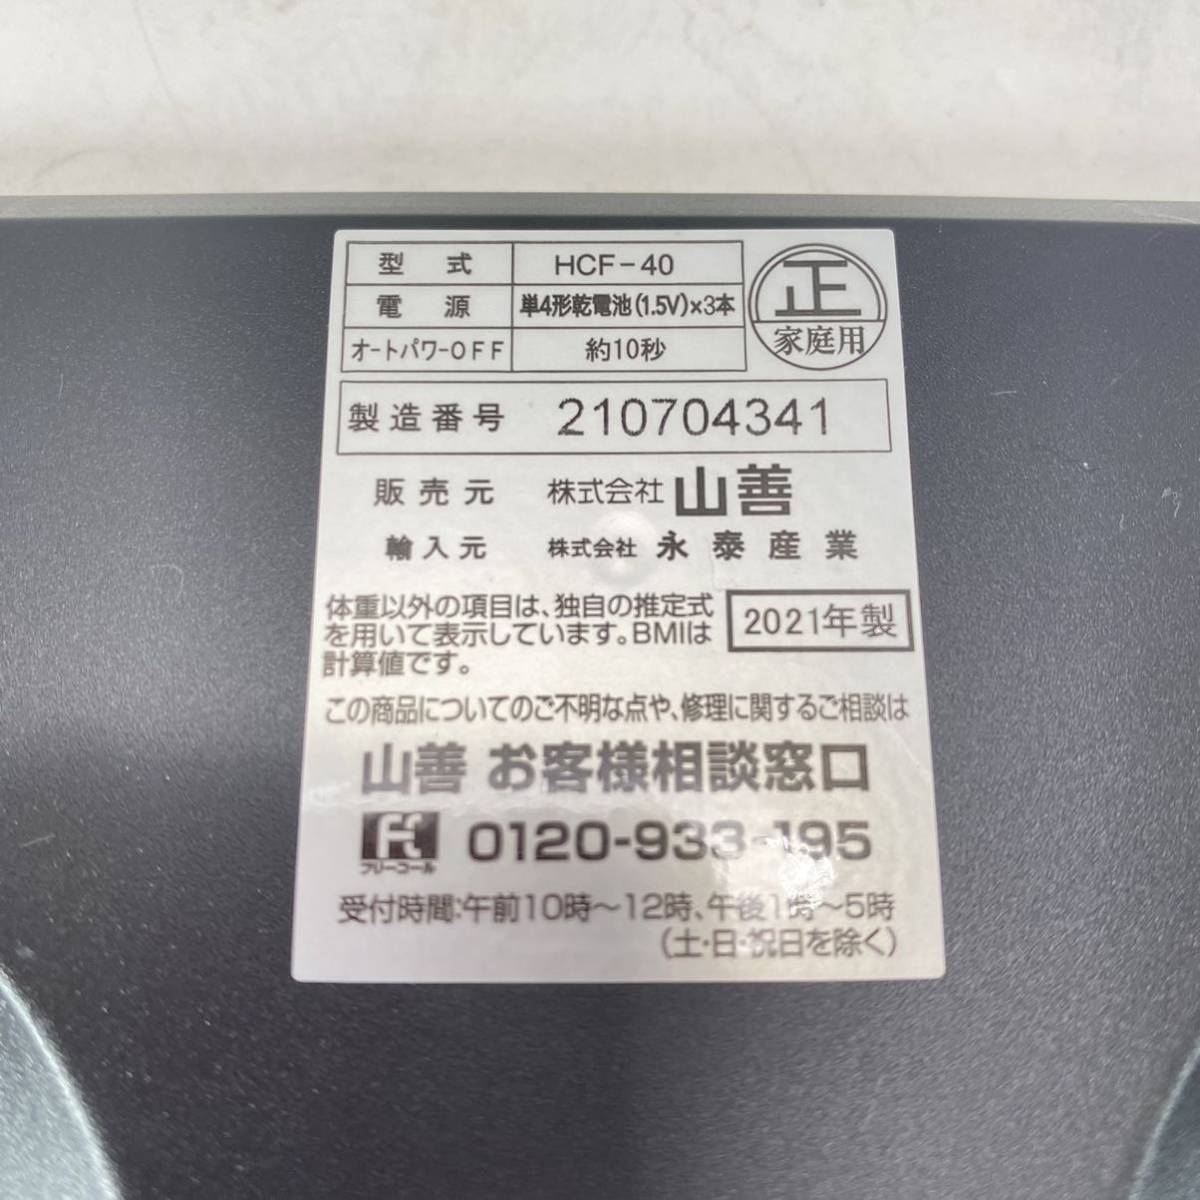 型式 HCF-40
電源 単4形乾電池(1.5V)×3本
オートパワーOFF 約10秒
正
家庭用
製造番号 210704341
販売元 株式会社 山善
輸入元 株式会社 永泰産業
体重以外の項目は、独自の推定式
を用いて表示しています。BMIは
計算値です。
2021年製
この商品についてのご不明な点や、修理に関するご相談は
山善 お客様相談窓口
フリーコール 0120-933-195
受付時間:午前10時～12時、午後1時～5時
(土・日・祝日を除く)